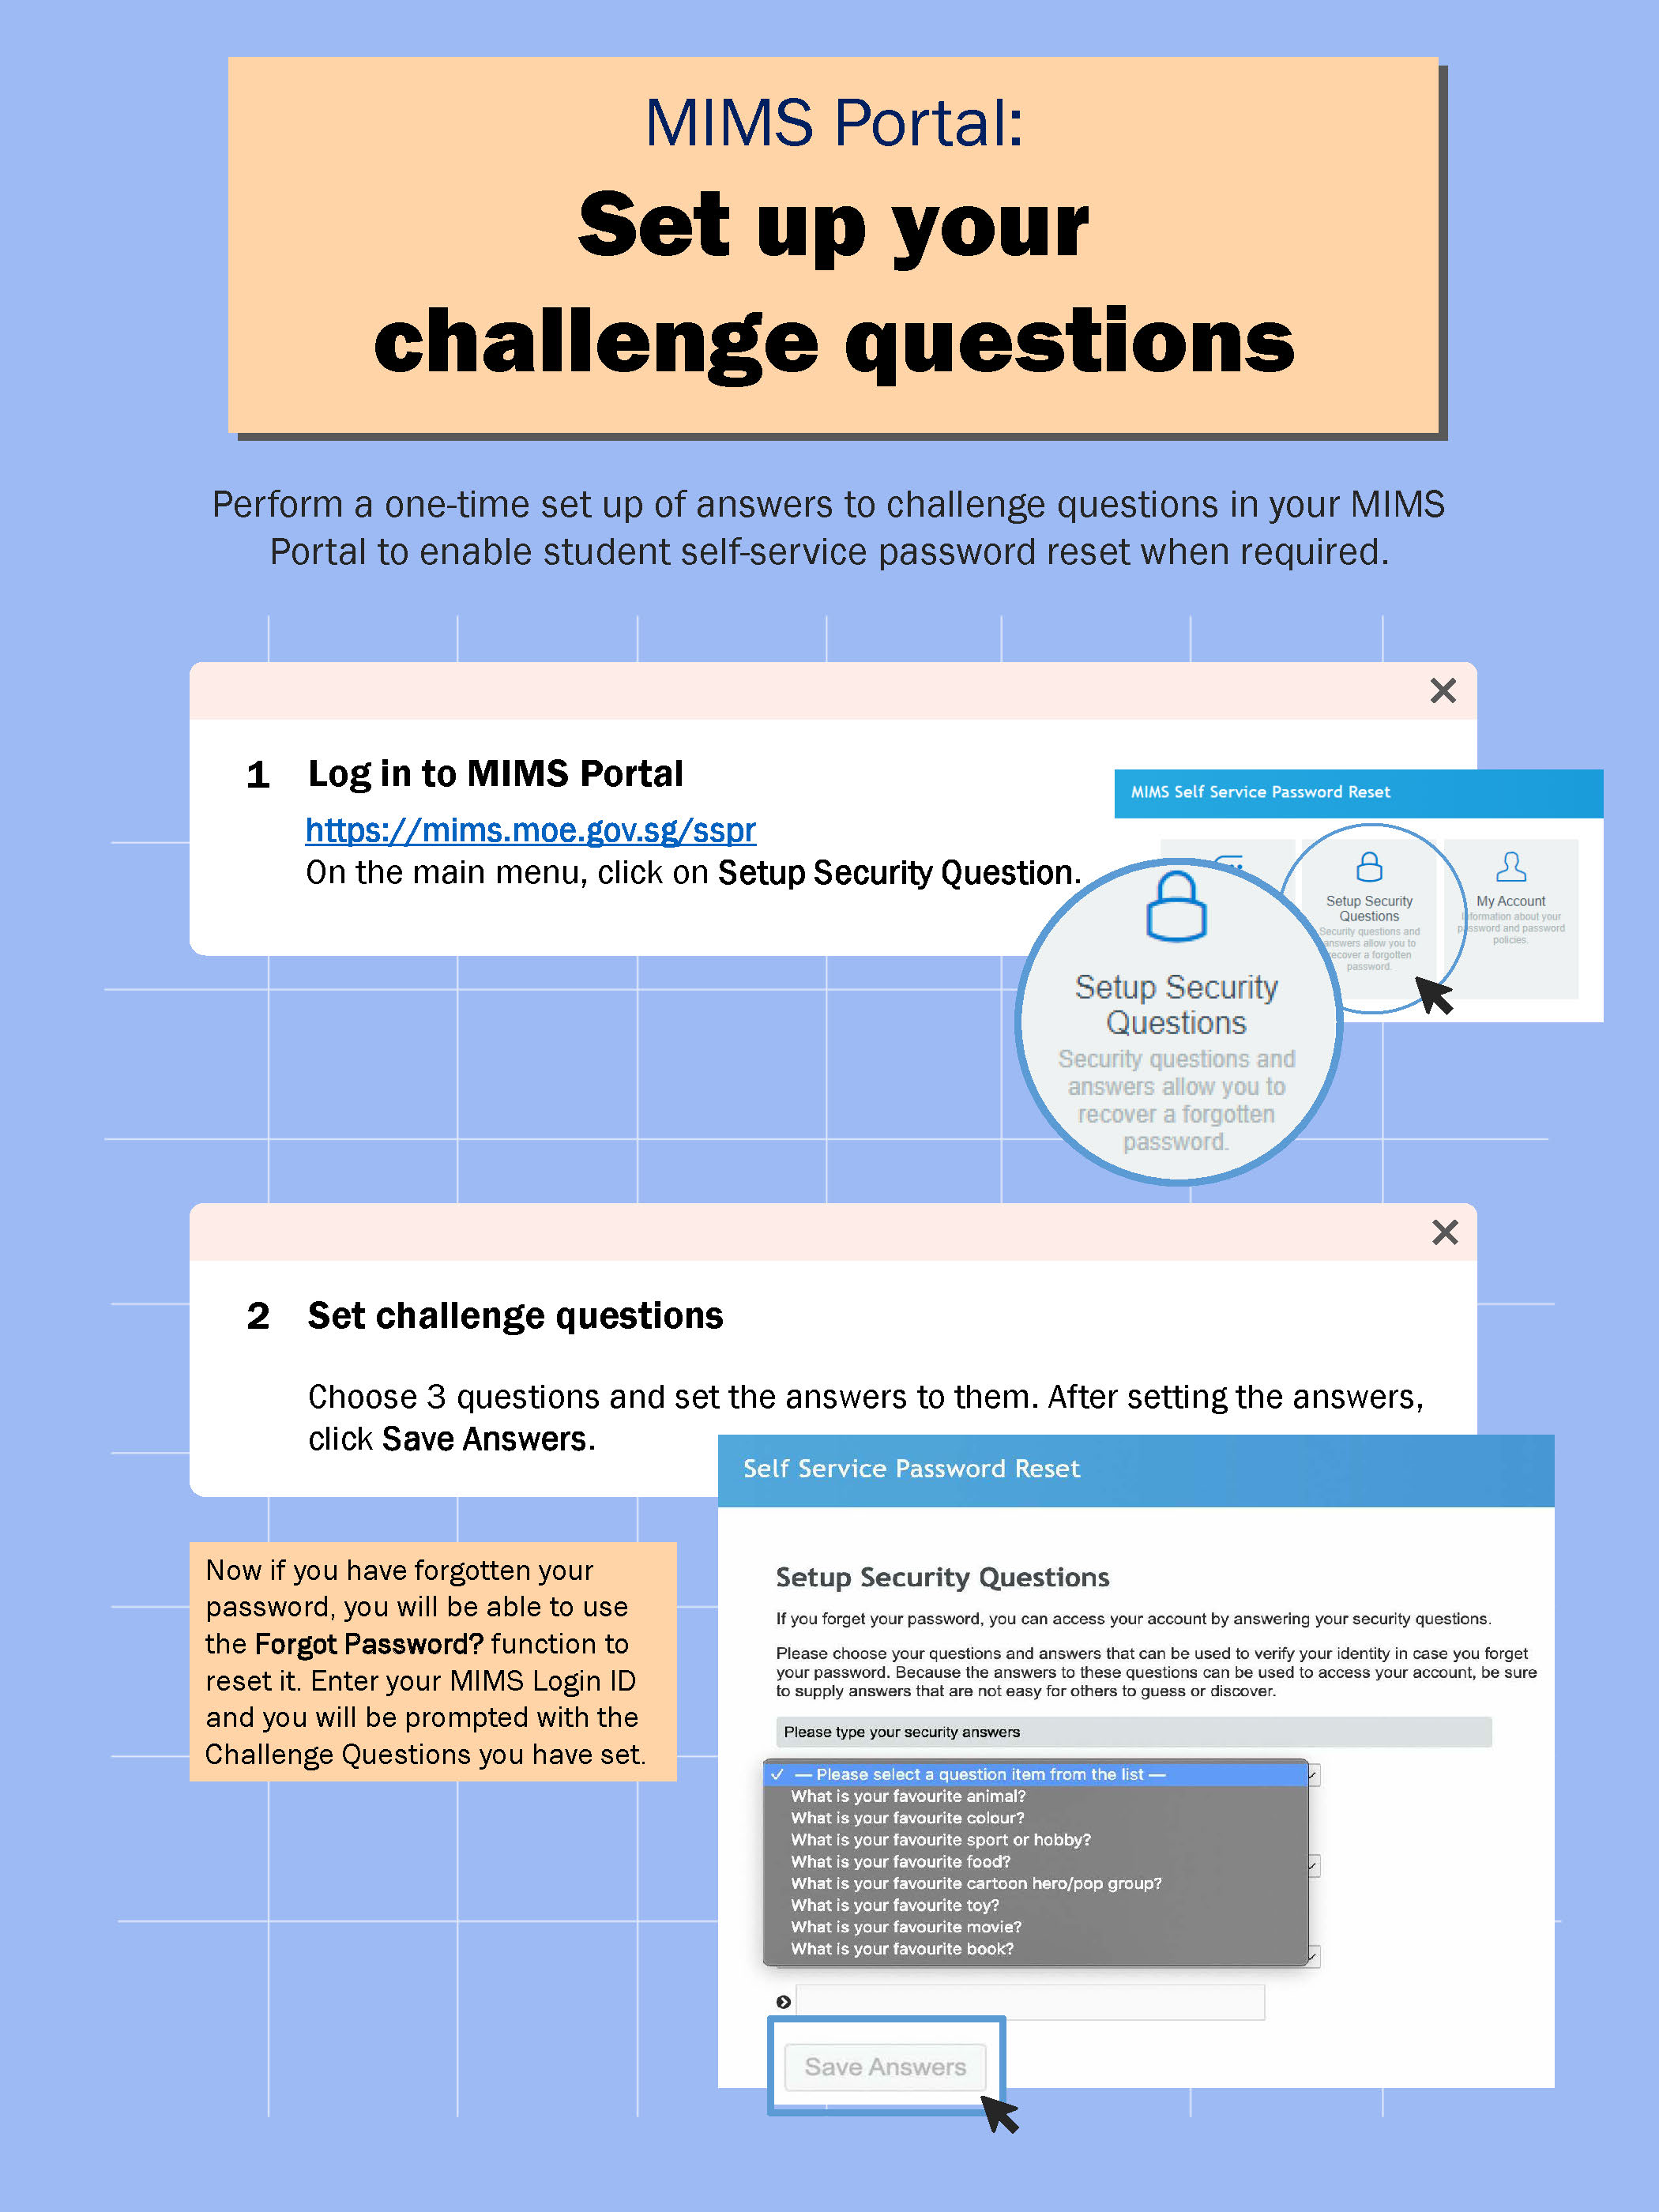 MIMS Portal:
Set up your
challenge questions
Perform a one-time set up of answers to challenge questions in your MIMS
Portal to enable student self-service password reset when required.
1 Log in to MIMS Portal
https://mims.moe.gov.sg/sspr
On the main menu, click on Setup Security Question.
MIMS Self Service Password Reset
Setup Security
Questions
Security questions and
answers allow you to
recover a forgotten
password.
My Account
Information about your
password and password
policies.
Setup Security
Questions
Security questions and
answers allow you to
recover a forgotten
password.
2 Set challenge questions
Choose 3 questions and set the answers to them. After setting the answers,
click Save Answers.
Now if you have forgotten your
password, you will be able to use
the Forgot Password? function to
reset it. Enter your MIMS Login ID
and you will be prompted with the
Challenge Questions you have set.
Self Service Password Reset
Setup Security Questions
If you forget your password, you can access your account by answering your security questions.
Please choose your questions and answers that can be used to verify your identity in case you forget
your password. Because the answers to these questions can be used to access your account, be sure
to supply answers that are not easy for others to guess or discover.
Please type your security answers
✓ — Please select a question item from the list —
What is your favourite animal?
What is your favourite colour?
What is your favourite sport or hobby?
What is your favourite food?
What is your favourite cartoon hero/pop group?
What is your favourite toy?
What is your favourite movie?
What is your favourite book?
Save Answers